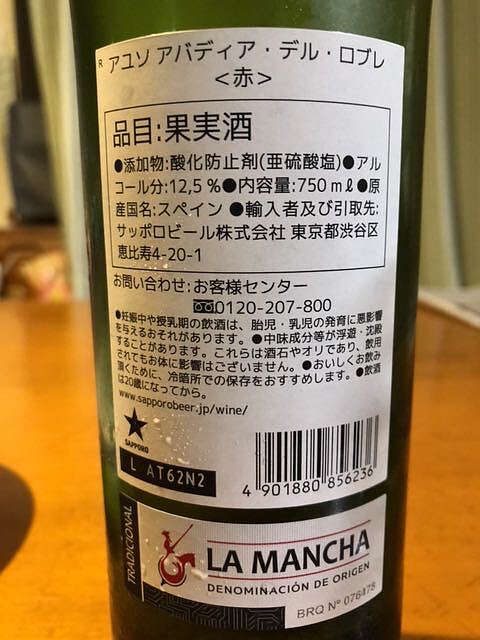 R アユソ アバディア・デル・ロブレ
<赤>
品目:果実酒
●添加物:酸化防止剤(亜硫酸塩)●アル
コール分:12,5％●内容量:750mℓ●原
産国名:スペイン ●輸入者及び引取先:
サッポロビール株式会社 東京都渋谷区
恵比寿4-20-1
お問い合わせ:お客様センター
0120-207-800
●妊娠中や授乳期の飲酒は、胎児・乳児の発育に悪影響
を与えるおそれがあります。●中味成分等が浮遊・沈殿
することがあります。これらは酒石やオリであり、飲用
されてもお体に影響はございません。●おいしくお飲み
頂くために、冷暗所での保存をおすすめします。●飲酒
は20歳になってから。
www.sapporobeer.jp/wine/
SAPPORO
L AT62N2
4 901880 856236
TRADICIONAL
LA MANCHA
DENOMINACIÓN DE ORIGEN
BRQ Nº 076478